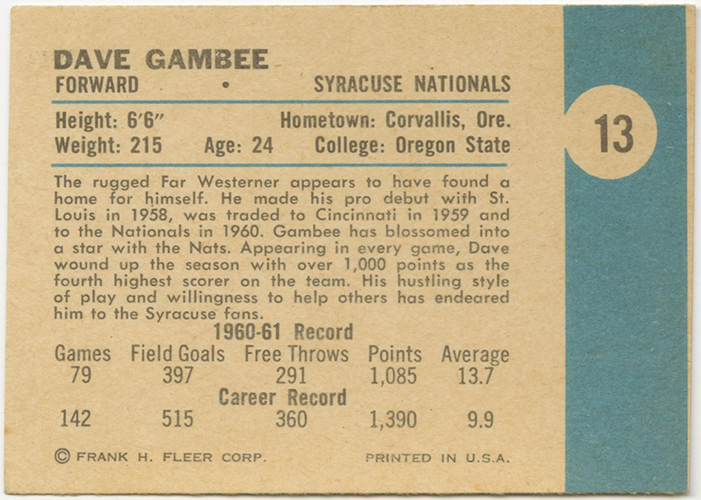 DAVE GAMBEE
FORWARD • SYRACUSE NATIONALS
Height: 6'6" Hometown: Corvallis, Ore.
Weight: 215 Age: 24 College: Oregon State
13
The rugged Far Westerner appears to have found a
home for himself. He made his pro debut with St.
Louis in 1958, was traded to Cincinnati in 1959 and
to the Nationals in 1960. Gambee has blossomed into
a star with the Nats. Appearing in every game, Dave
wound up the season with over 1,000 points as the
fourth highest scorer on the team. His hustling style
of play and willingness to help others has endeared
him to the Syracuse fans.
1960-61 Record
Games Field Goals Free Throws Points Average
79 397 291 1,085 13.7
Career Record
142 515 360 1,390 9.9
© FRANK H. FLEER CORP. PRINTED IN U.S.A.